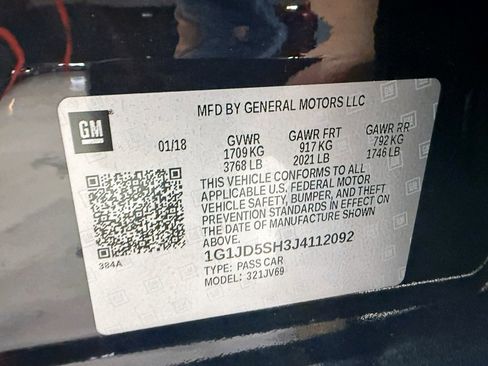 GM
MFD BY GENERAL MOTORS LLC
01/18 GVWR GAWR FRT GAWR RR
1709 KG 917 KG 792 KG
3768 LB 2021 LB 1746 LB
THIS VEHICLE CONFORMS TO ALL
APPLICABLE U.S. FEDERAL MOTOR
VEHICLE SAFETY, BUMPER, AND THEFT
PREVENTION STANDARDS IN EFFECT ON
THE DATE OF MANUFACTURE SHOWN
ABOVE.
384A
1G1JD5SH3J4112092
TYPE: PASS CAR
MODEL: 321JV69